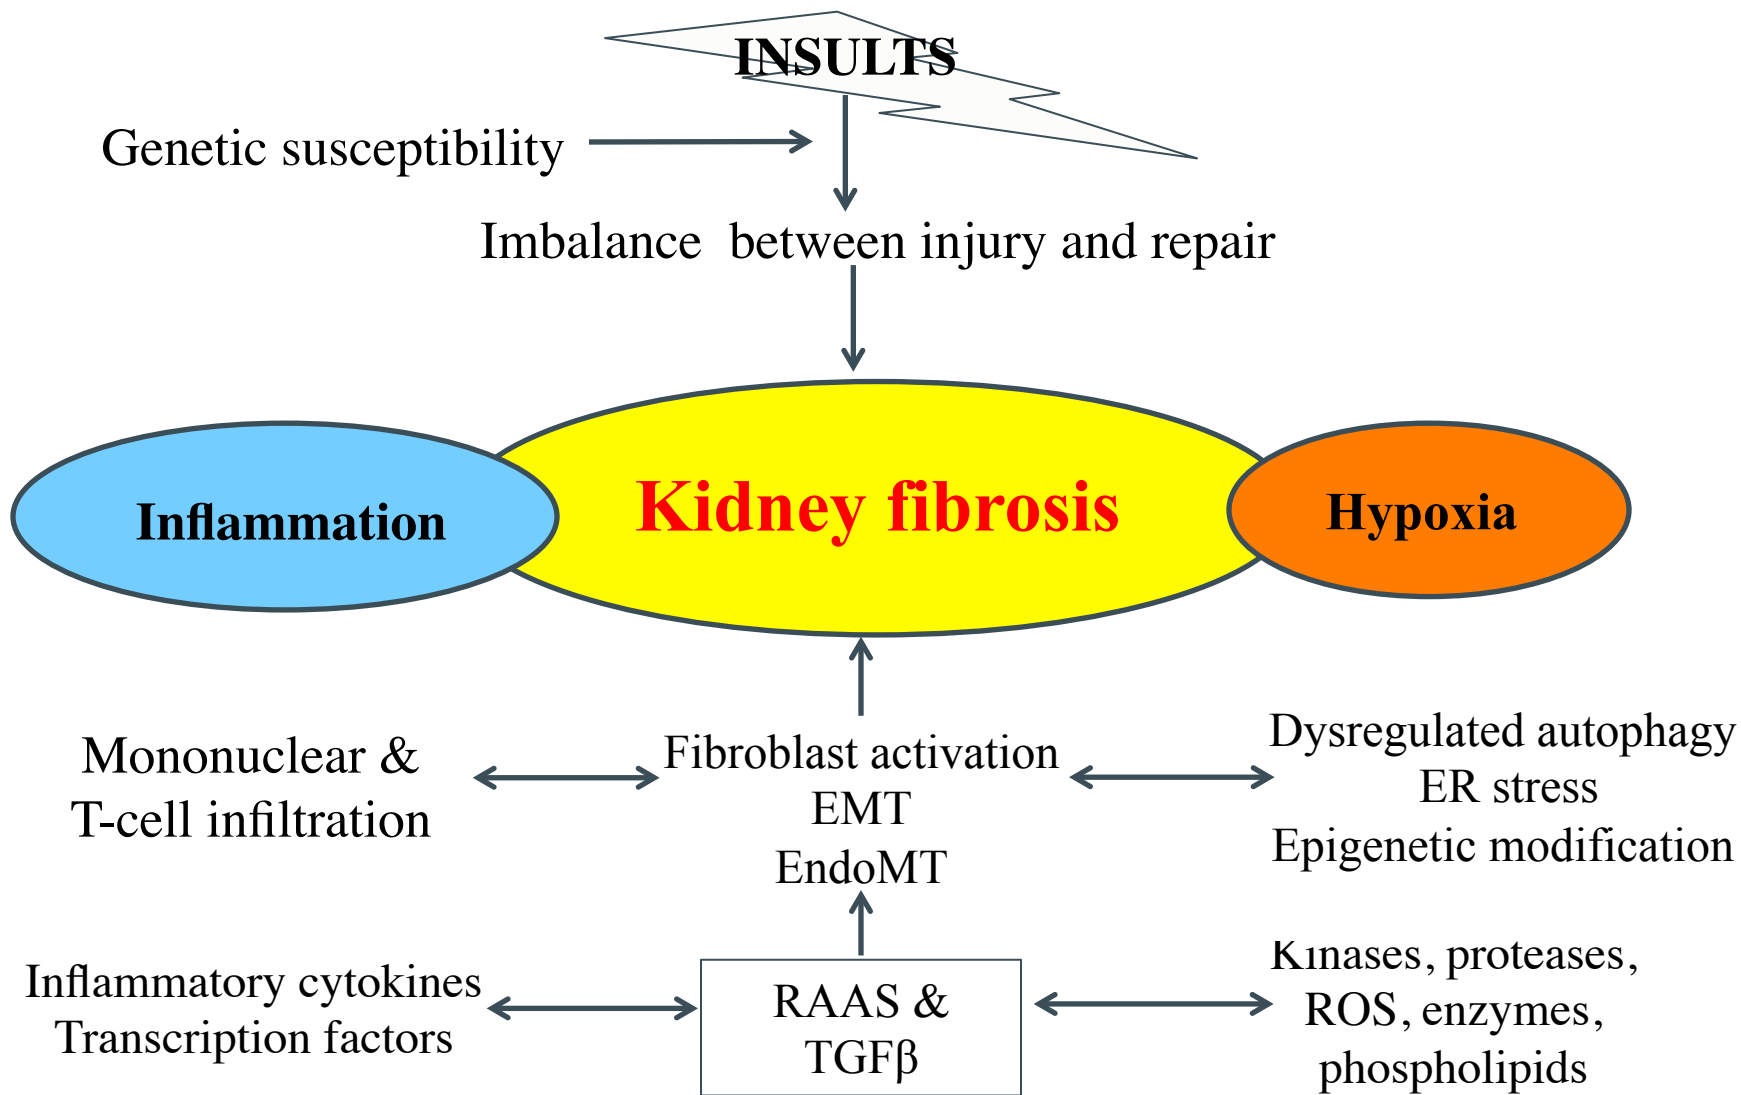 INSULTS
Genetic susceptibility
Imbalance between injury and repair
Inflammation
Kidney fibrosis
Hypoxia
Mononuclear &
T-cell infiltration
Fibroblast activation
EMT
EndoMT
Dysregulated autophagy
ER stress
Epigenetic modification
Inflammatory cytokines
Transcription factors
RAAS &
TGFβ
Kinases, proteases,
ROS, enzymes,
phospholipids